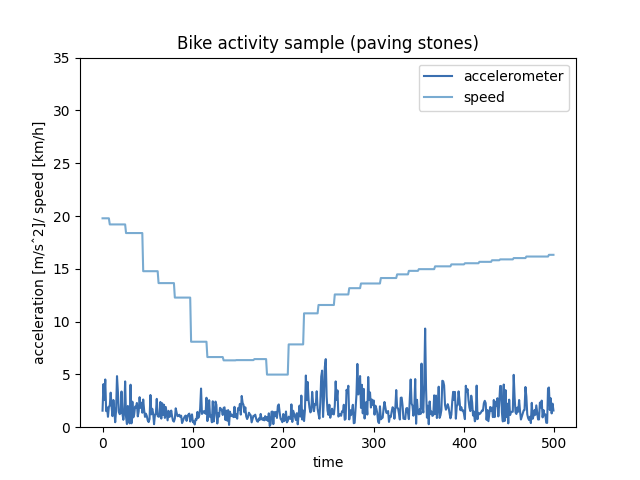 Bike activity sample (paving stones)
accelerometer
speed
acceleration [m/s^2]/ speed [km/h]
35
30
25
20
15
10
5
0
0 100 200 300 400 500
time